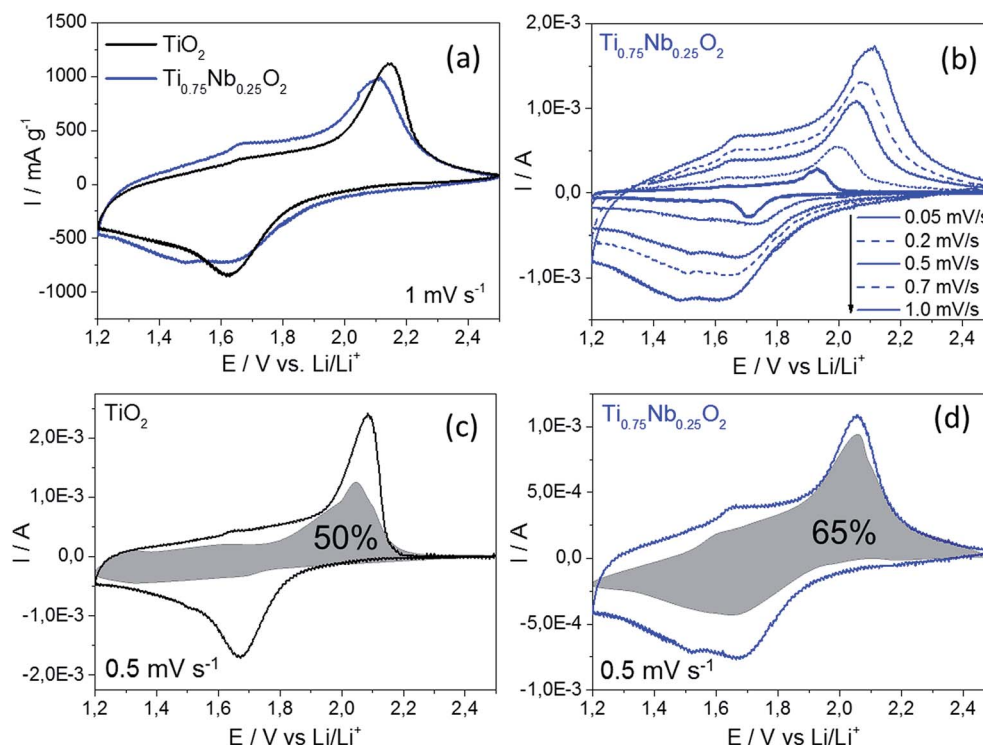 (a)
TiO2
Ti0.75Nb0.25O2
1500
1000
500
0
-500
-1000
I / mA g-1
1 mV s-1
1,2 1,4 1,6 1,8 2,0 2,2 2,4
E / V vs. Li/Li+
(b)
Ti0.75Nb0.25O2
2,0E-3
1,0E-3
0,0
-1,0E-3
I / A
0.05 mV/s
0.2 mV/s
0.5 mV/s
0.7 mV/s
1.0 mV/s
1,2 1,4 1,6 1,8 2,0 2,2 2,4
E / V vs Li/Li+
(c)
TiO2
2,0E-3
1,0E-3
0,0
-1,0E-3
-2,0E-3
I / A
50%
0.5 mV s-1
1,2 1,4 1,6 1,8 2,0 2,2 2,4
E / V vs Li/Li+
(d)
Ti0.75Nb0.25O2
1,0E-3
5,0E-4
0,0
-5,0E-4
-1,0E-3
I / A
65%
0.5 mV s-1
1,2 1,4 1,6 1,8 2,0 2,2 2,4
E / V vs Li/Li+